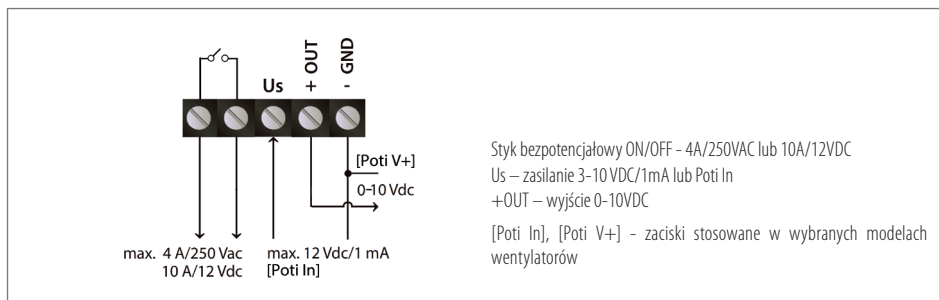 Us
+ OUT
- GND
[Poti V+]
0-10 Vdc
max. 4 A/250 Vac
10 A/12 Vdc
max. 12 Vdc/1 mA
[Poti In]
Styk bezpotencjałowy ON/OFF - 4A/250VAC lub 10A/12VDC
Us – zasilanie 3-10 VDC/1mA lub Poti In
+OUT – wyjście 0-10VDC
[Poti In], [Poti V+] - zaciski stosowane w wybranych modelach
wentylatorów